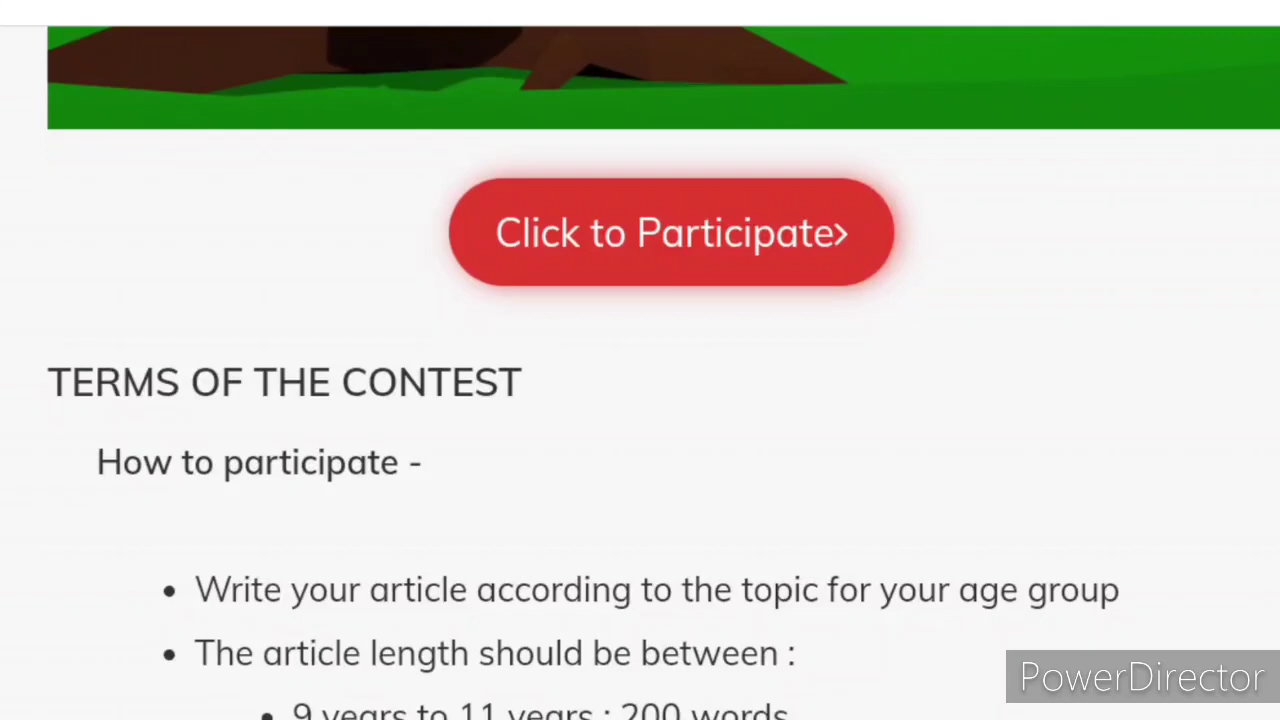 Click to Participate>
TERMS OF THE CONTEST
How to participate -
• Write your article according to the topic for your age group
• The article length should be between :
• 9 years to 11 years : 200 words
PowerDirector